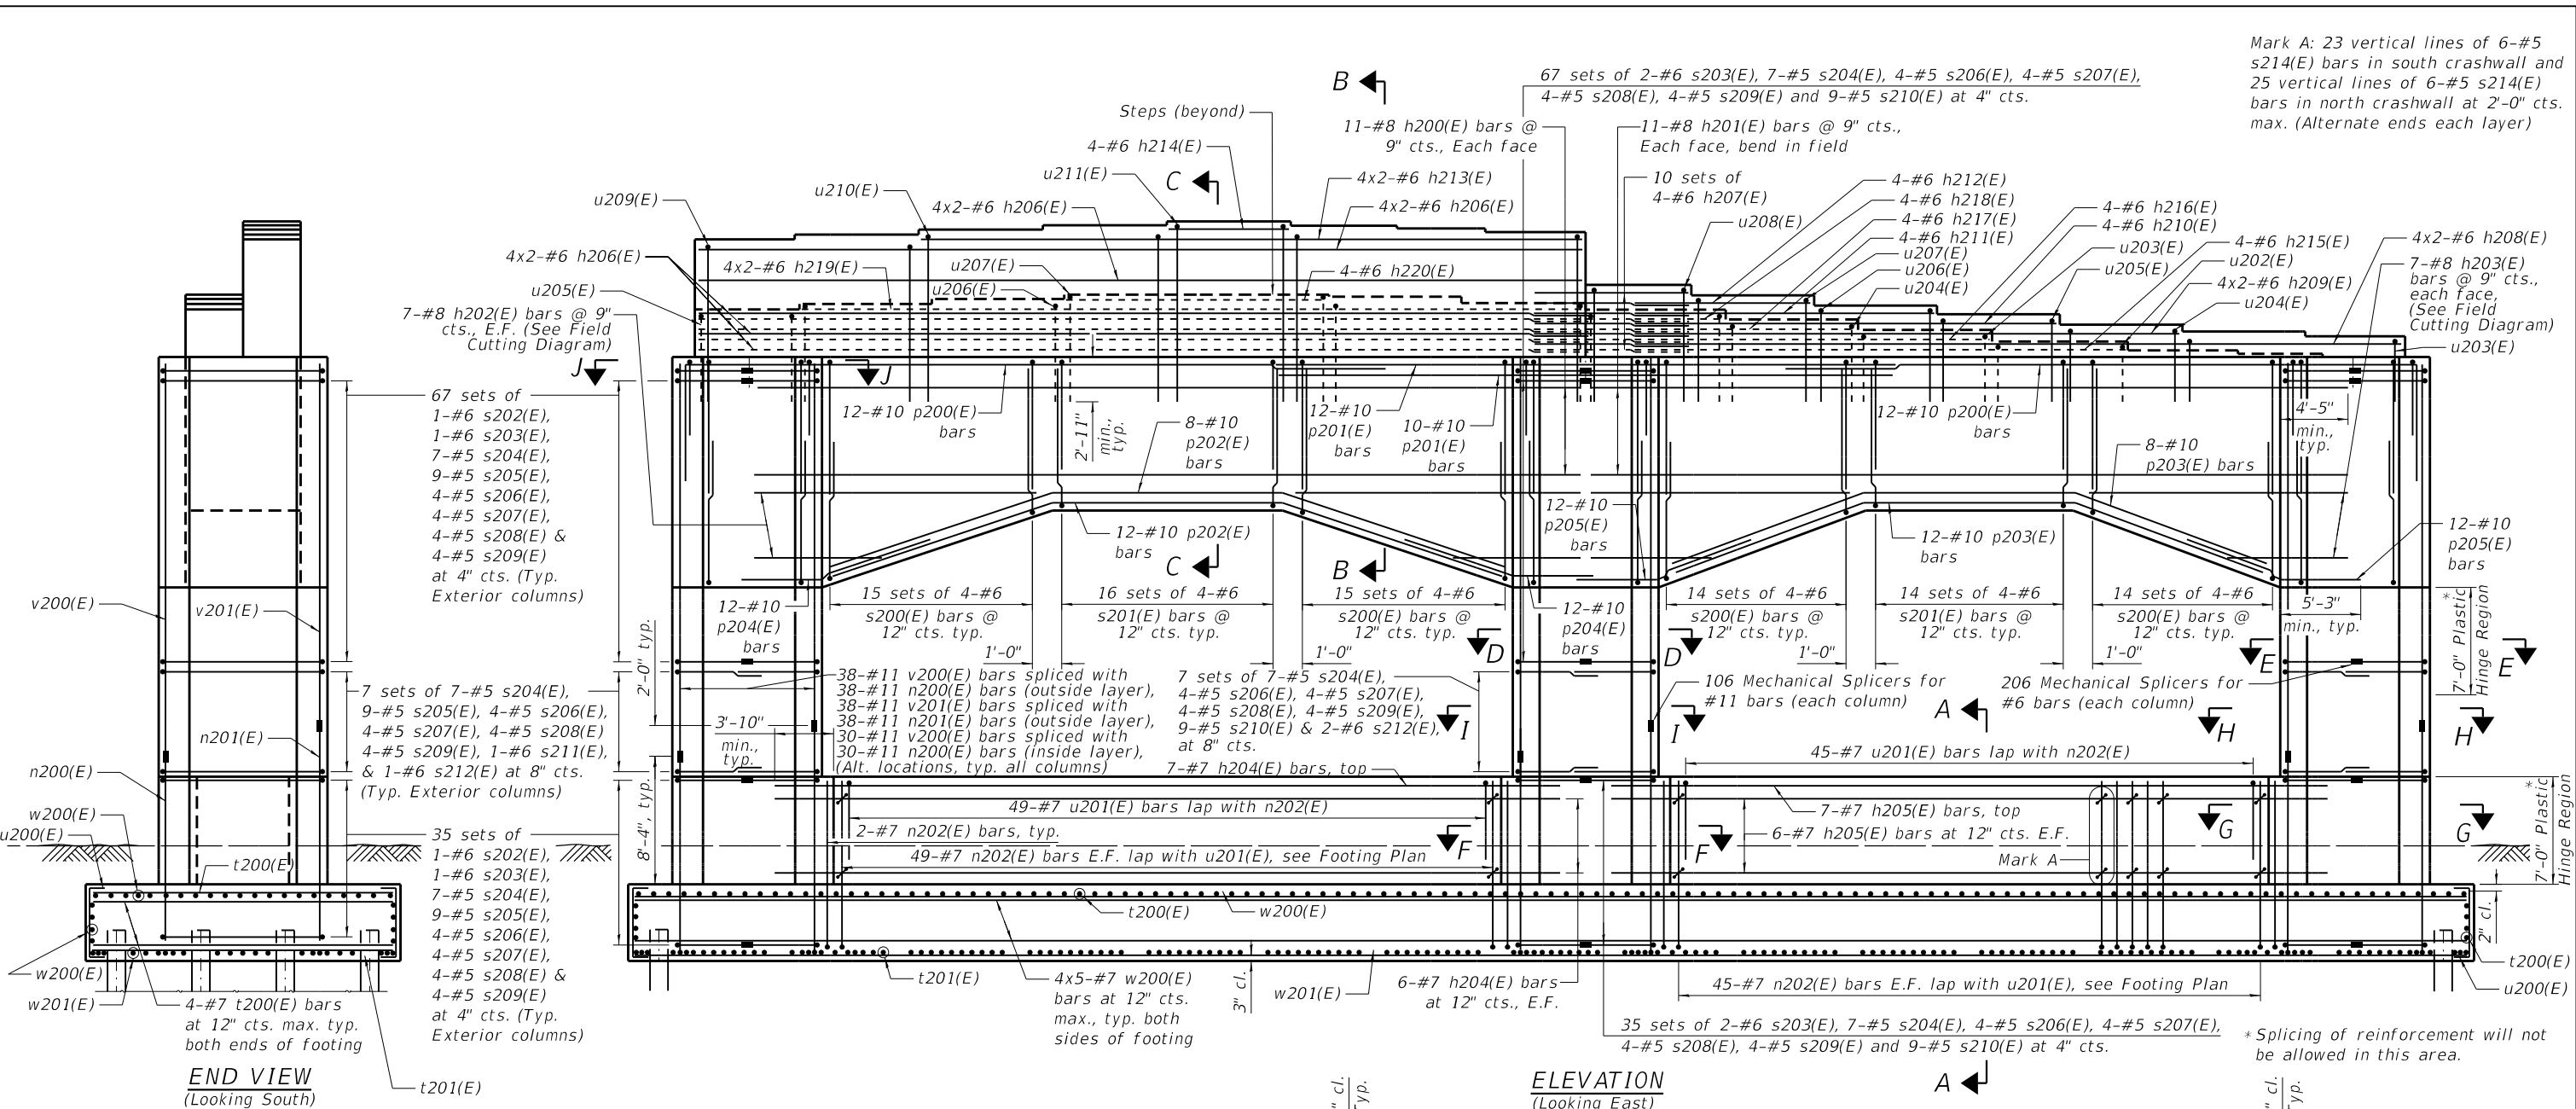 Mark A: 23 vertical lines of 6-#5
s214(E) bars in south crashwall and
25 vertical lines of 6-#5 s214(E)
bars in north crashwall at 2'-0" cts.
max. (Alternate ends each layer)
67 sets of 2-#6 s203(E), 7-#5 s204(E), 4-#5 s206(E), 4-#5 s207(E),
4-#5 s208(E), 4-#5 s209(E) and 9-#5 s210(E) at 4" cts.
B
Steps (beyond)
11-#8 h200(E) bars @
9" cts., Each face
11-#8 h201(E) bars @ 9" cts.,
Each face, bend in field
4-#6 h214(E)
u211(E)
C
4x2-#6 h213(E)
10 sets of
4-#6 h207(E)
4-#6 h212(E)
4-#6 h218(E)
4-#6 h217(E)
4-#6 h211(E)
u207(E)
u206(E)
u204(E)
u210(E)
u209(E)
4x2-#6 h206(E)
4x2-#6 h206(E)
u208(E)
4-#6 h216(E)
4-#6 h210(E)
u203(E)
u205(E)
4-#6 h215(E)
u202(E)
4x2-#6 h209(E)
u204(E)
4x2-#6 h208(E)
7-#8 h203(E)
bars @ 9" cts.,
each face,
(See Field
Cutting Diagram)
u203(E)
4x2-#6 h206(E)
4x2-#6 h219(E)
u207(E)
u206(E)
4-#6 h220(E)
u205(E)
7-#8 h202(E) bars @ 9"
cts., E.F. (See Field
Cutting Diagram)
J
J
67 sets of
1-#6 s202(E),
1-#6 s203(E),
7-#5 s204(E),
9-#5 s205(E),
4-#5 s206(E),
4-#5 s207(E),
4-#5 s208(E) &
4-#5 s209(E)
at 4" cts. (Typ.
Exterior columns)
12-#10 p200(E)
bars
2'-11"
min.,
typ.
8-#10
p202(E)
bars
12-#10
p201(E)
bars
10-#10
p201(E)
bars
12-#10 p200(E)
bars
4'-5"
min.,
typ.
8-#10
p203(E) bars
12-#10 p202(E)
bars
C
B
12-#10
p205(E)
bars
12-#10 p203(E)
bars
12-#10
p205(E)
bars
v200(E)
v201(E)
12-#10
p204(E)
bars
15 sets of 4-#6
s200(E) bars @
12" cts. typ.
16 sets of 4-#6
s201(E) bars @
12" cts. typ.
15 sets of 4-#6
s200(E) bars @
12" cts. typ.
12-#10
p204(E)
bars
14 sets of 4-#6
s200(E) bars @
12" cts. typ.
14 sets of 4-#6
s201(E) bars @
12" cts. typ.
14 sets of 4-#6
s200(E) bars @
12" cts. typ.
5'-3"
min., typ.
7'-0" Plastic*
Hinge Region
2'-0" typ.
1'-0"
1'-0"
1'-0"
1'-0"
D
D
E
E
7 sets of 7-#5 s204(E),
9-#5 s205(E), 4-#5 s206(E),
4-#5 s207(E), 4-#5 s208(E)
4-#5 s209(E), 1-#6 s211(E),
& 1-#6 s212(E) at 8" cts.
(Typ. Exterior columns)
38-#11 v200(E) bars spliced with
38-#11 n200(E) bars (outside layer),
38-#11 v201(E) bars spliced with
38-#11 n201(E) bars (outside layer),
30-#11 v200(E) bars spliced with
30-#11 n200(E) bars (inside layer),
(Alt. locations, typ. all columns)
7 sets of 7-#5 s204(E),
4-#5 s206(E), 4-#5 s207(E),
4-#5 s208(E), 4-#5 s209(E),
9-#5 s210(E) & 2-#6 s212(E),
at 8" cts.
106 Mechanical Splicers for
#11 bars (each column)
206 Mechanical Splicers for
#6 bars (each column)
3'-10"
min.,
typ.
I
I
A
H
H
n201(E)
n200(E)
45-#7 u201(E) bars lap with n202(E)
7-#7 h204(E) bars, top
8'-4", typ.
w200(E)
u200(E)
t200(E)
49-#7 u201(E) bars lap with n202(E)
2-#7 n202(E) bars, typ.
49-#7 n202(E) bars E.F. lap with u201(E), see Footing Plan
7-#7 h205(E) bars, top
6-#7 h205(E) bars at 12" cts. E.F.
Mark A
F
F
G
G
7'-0" Plastic*
Hinge Region
35 sets of
1-#6 s202(E),
1-#6 s203(E),
7-#5 s204(E),
9-#5 s205(E),
4-#5 s206(E),
4-#5 s207(E),
4-#5 s208(E) &
4-#5 s209(E)
at 4" cts. (Typ.
Exterior columns)
t200(E)
w200(E)
2" cl.
w200(E)
w201(E)
4-#7 t200(E) bars
at 12" cts. max. typ.
both ends of footing
t201(E)
t201(E)
4x5-#7 w200(E)
bars at 12" cts.
max., typ. both
sides of footing
3" cl.
w201(E)
6-#7 h204(E) bars
at 12" cts., E.F.
45-#7 n202(E) bars E.F. lap with u201(E), see Footing Plan
t200(E)
u200(E)
35 sets of 2-#6 s203(E), 7-#5 s204(E), 4-#5 s206(E), 4-#5 s207(E),
4-#5 s208(E), 4-#5 s209(E) and 9-#5 s210(E) at 4" cts.
* Splicing of reinforcement will not
be allowed in this area.
END VIEW
(Looking South)
ELEVATION
(Looking East)
A
" cl.
Typ.
" cl.
Typ.